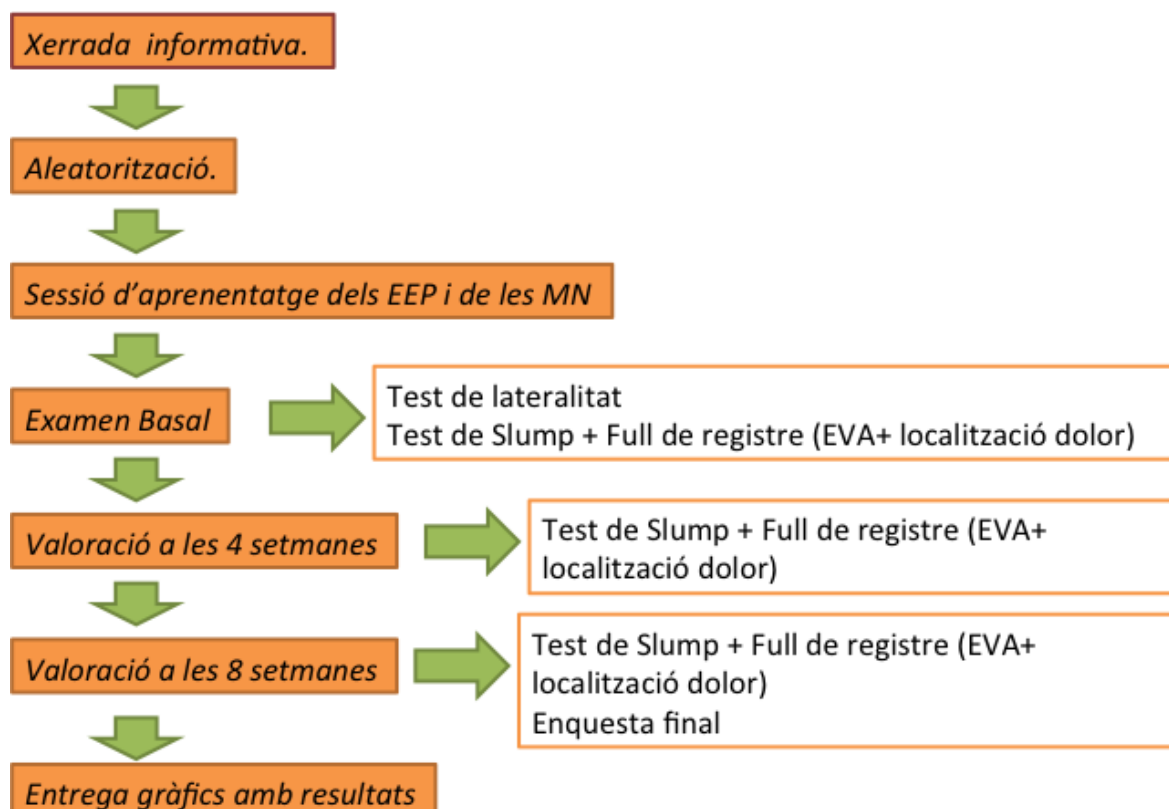 Xerrada informativa.
Aleatorització.
Sessió d'aprenentatge dels EEP i de les MN
Examen Basal
Test de lateralitat
Test de Slump + Full de registre (EVA+ localització dolor)
Valoració a les 4 setmanes
Test de Slump + Full de registre (EVA+
localització dolor)
Valoració a les 8 setmanes
Test de Slump + Full de registre (EVA+
localització dolor)
Enquesta final
Entrega gràfics amb resultats